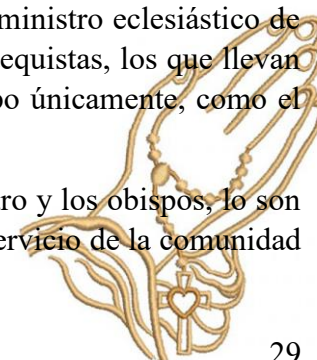 ministro eclesiástico de
equistas, los que llevan
po únicamente, como el
ro y los obispos, lo son
ervicio de la comunidad
29